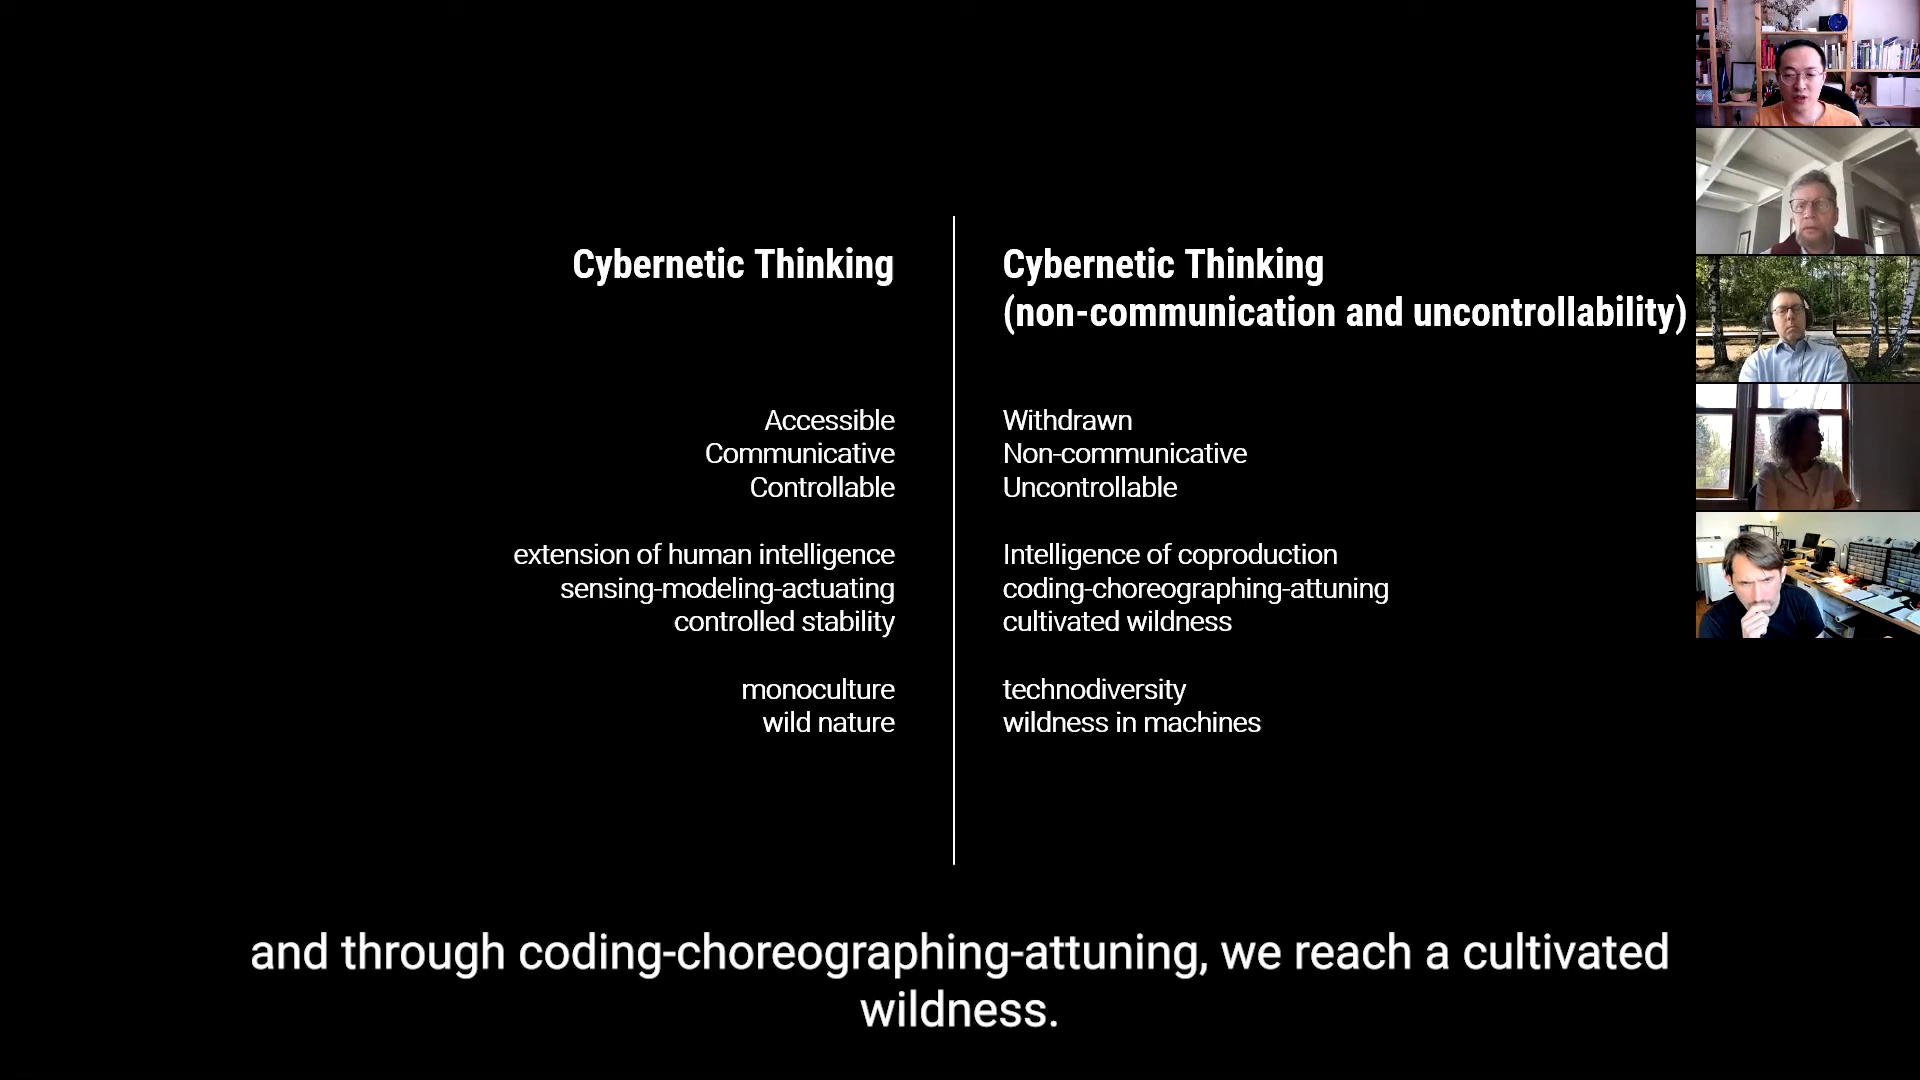 Cybernetic Thinking
Accessible
Communicative
Controllable
extension of human intelligence
sensing-modeling-actuating
controlled stability
monoculture
wild nature
Cybernetic Thinking
(non-communication and uncontrollability)
Withdrawn
Non-communicative
Uncontrollable
Intelligence of coproduction
coding-choreographing-attuning
cultivated wildness
technodiversity
wildness in machines
and through coding-choreographing-attuning, we reach a cultivated
wildness.